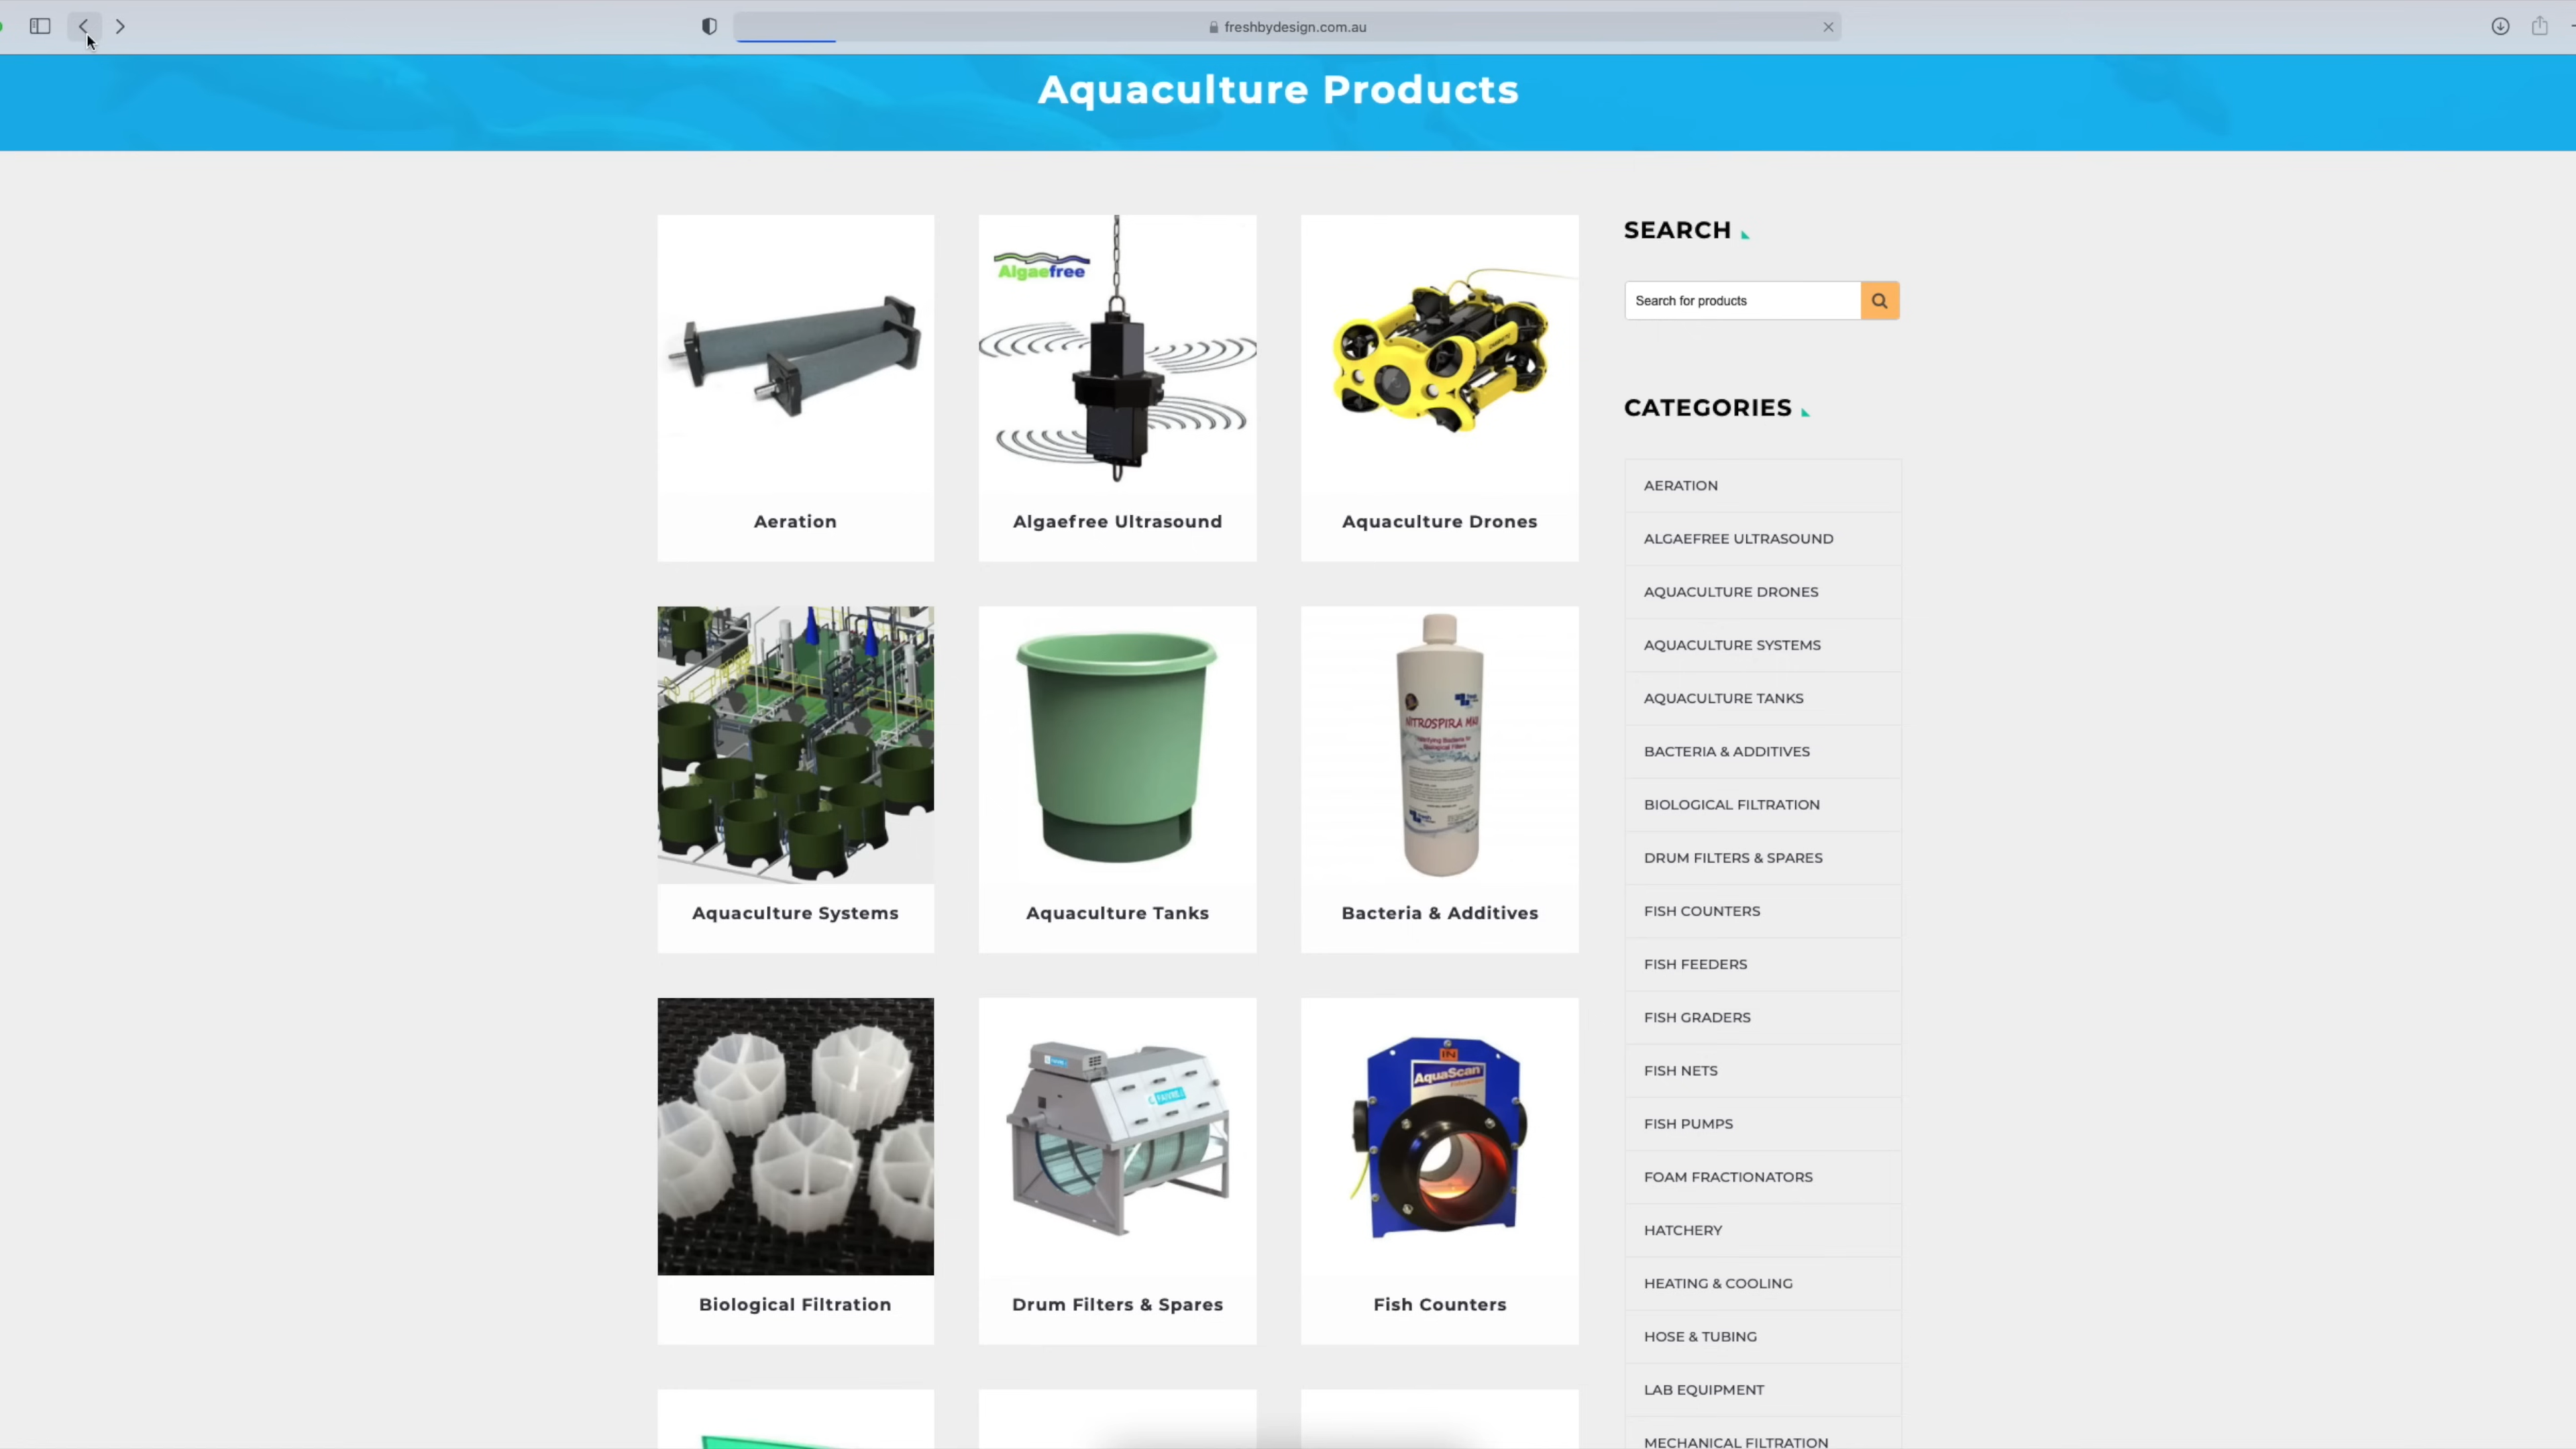 freshbydesign.com.au
Aquaculture Products
Algaefree
Aeration
Algaefree Ultrasound
Aquaculture Drones
NITROSPIRA MAX
Aquaculture Systems
Aquaculture Tanks
Bacteria & Additives
FAIVRE
IN
AquaScan
Biological Filtration
Drum Filters & Spares
Fish Counters
SEARCH
Search for products
CATEGORIES
AERATION
ALGAEFREE ULTRASOUND
AQUACULTURE DRONES
AQUACULTURE SYSTEMS
AQUACULTURE TANKS
BACTERIA & ADDITIVES
BIOLOGICAL FILTRATION
DRUM FILTERS & SPARES
FISH COUNTERS
FISH FEEDERS
FISH GRADERS
FISH NETS
FISH PUMPS
FOAM FRACTIONATORS
HATCHERY
HEATING & COOLING
HOSE & TUBING
LAB EQUIPMENT
MECHANICAL FILTRATION